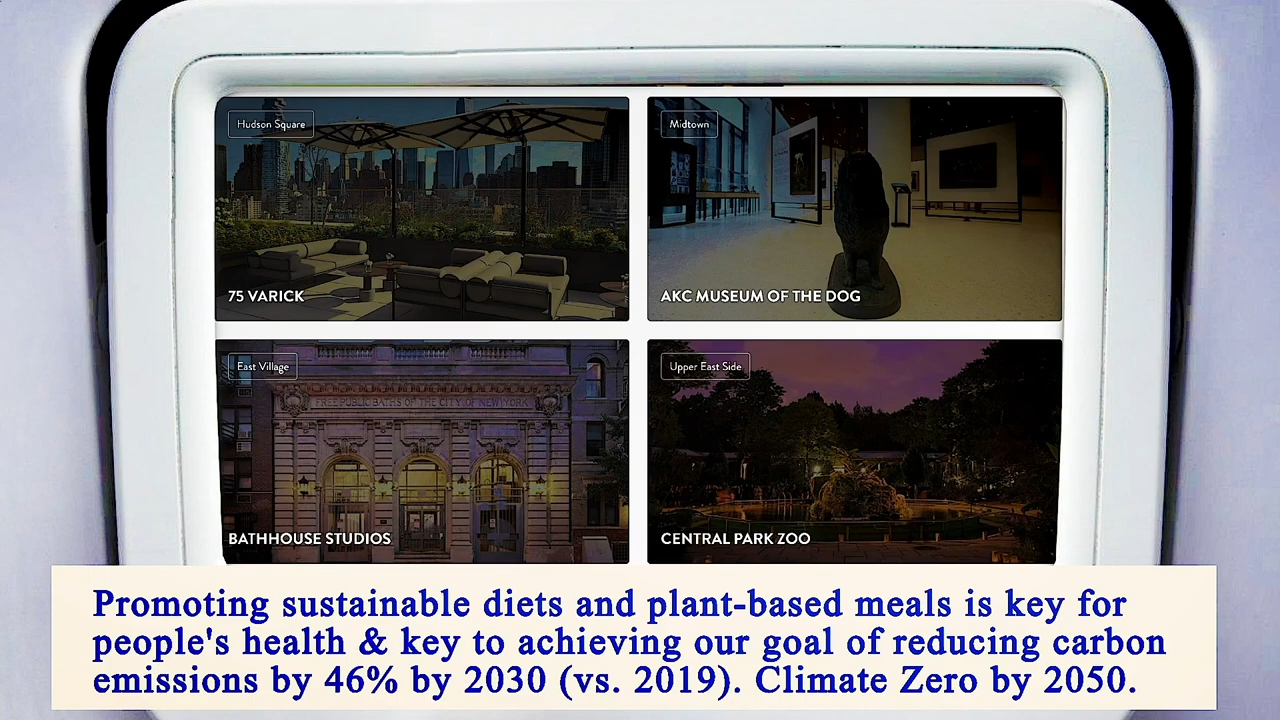 Hudson Square
75 VARICK
Midtown
AKC MUSEUM OF THE DOG
East Village
FREE PUBLIC BATHS OF THE CITY OF NEW YORK
BATHHOUSE STUDIOS
Upper East Side
CENTRAL PARK ZOO
Promoting sustainable diets and plant-based meals is key for
people's health & key to achieving our goal of reducing carbon
emissions by 46% by 2030 (vs. 2019). Climate Zero by 2050.